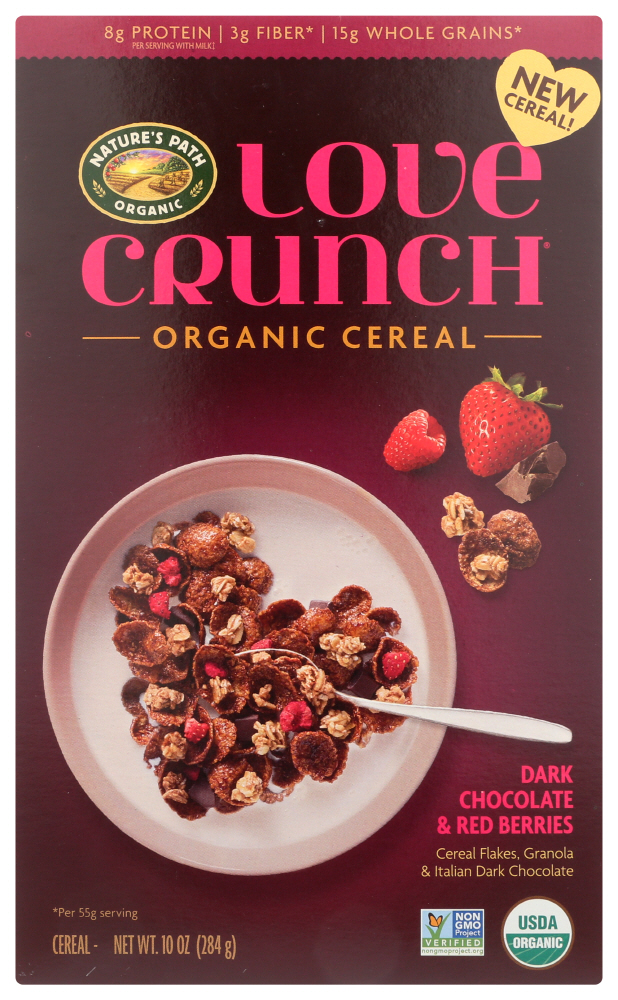 8g PROTEIN | 3g FIBER* | 15g WHOLE GRAINS*
PER SERVING WITH MILK‡
NEW
CEREAL!
NATURE'S PATH
ORGANIC
LOVE
CRUNCH®
ORGANIC CEREAL
DARK
CHOCOLATE
& RED BERRIES
Cereal Flakes, Granola
& Italian Dark Chocolate
*Per 55g serving
CEREAL - NET WT. 10 OZ (284 g)
NON
GMO
Project
VERIFIED
nongmoproject.org
USDA
ORGANIC